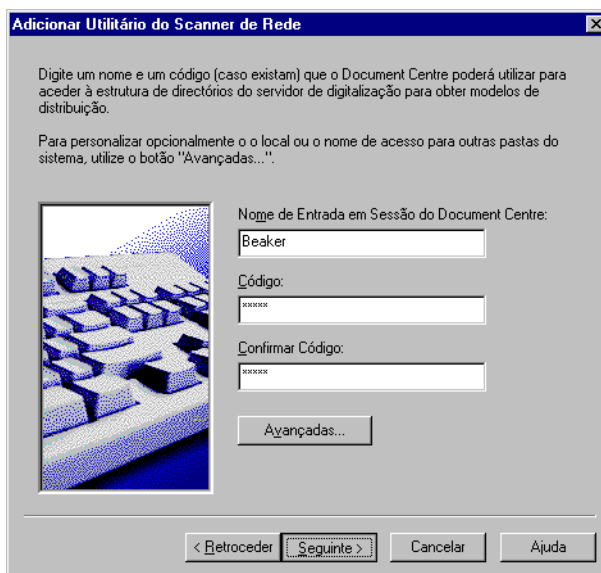 Adicionar Utilitário do Scanner de Rede
Digite um nome e um código (caso existam) que o Document Centre poderá utilizar para
aceder à estrutura de directórios do servidor de digitalização para obter modelos de
distribuição.
Para personalizar opcionalmente o o local ou o nome de acesso para outras pastas do
sistema, utilize o botão "Avançadas...".
Nome de Entrada em Sessão do Document Centre:
Beaker
Código:
*****
Confirmar Código:
*****
Avançadas...
< Retroceder Seguinte > Cancelar Ajuda